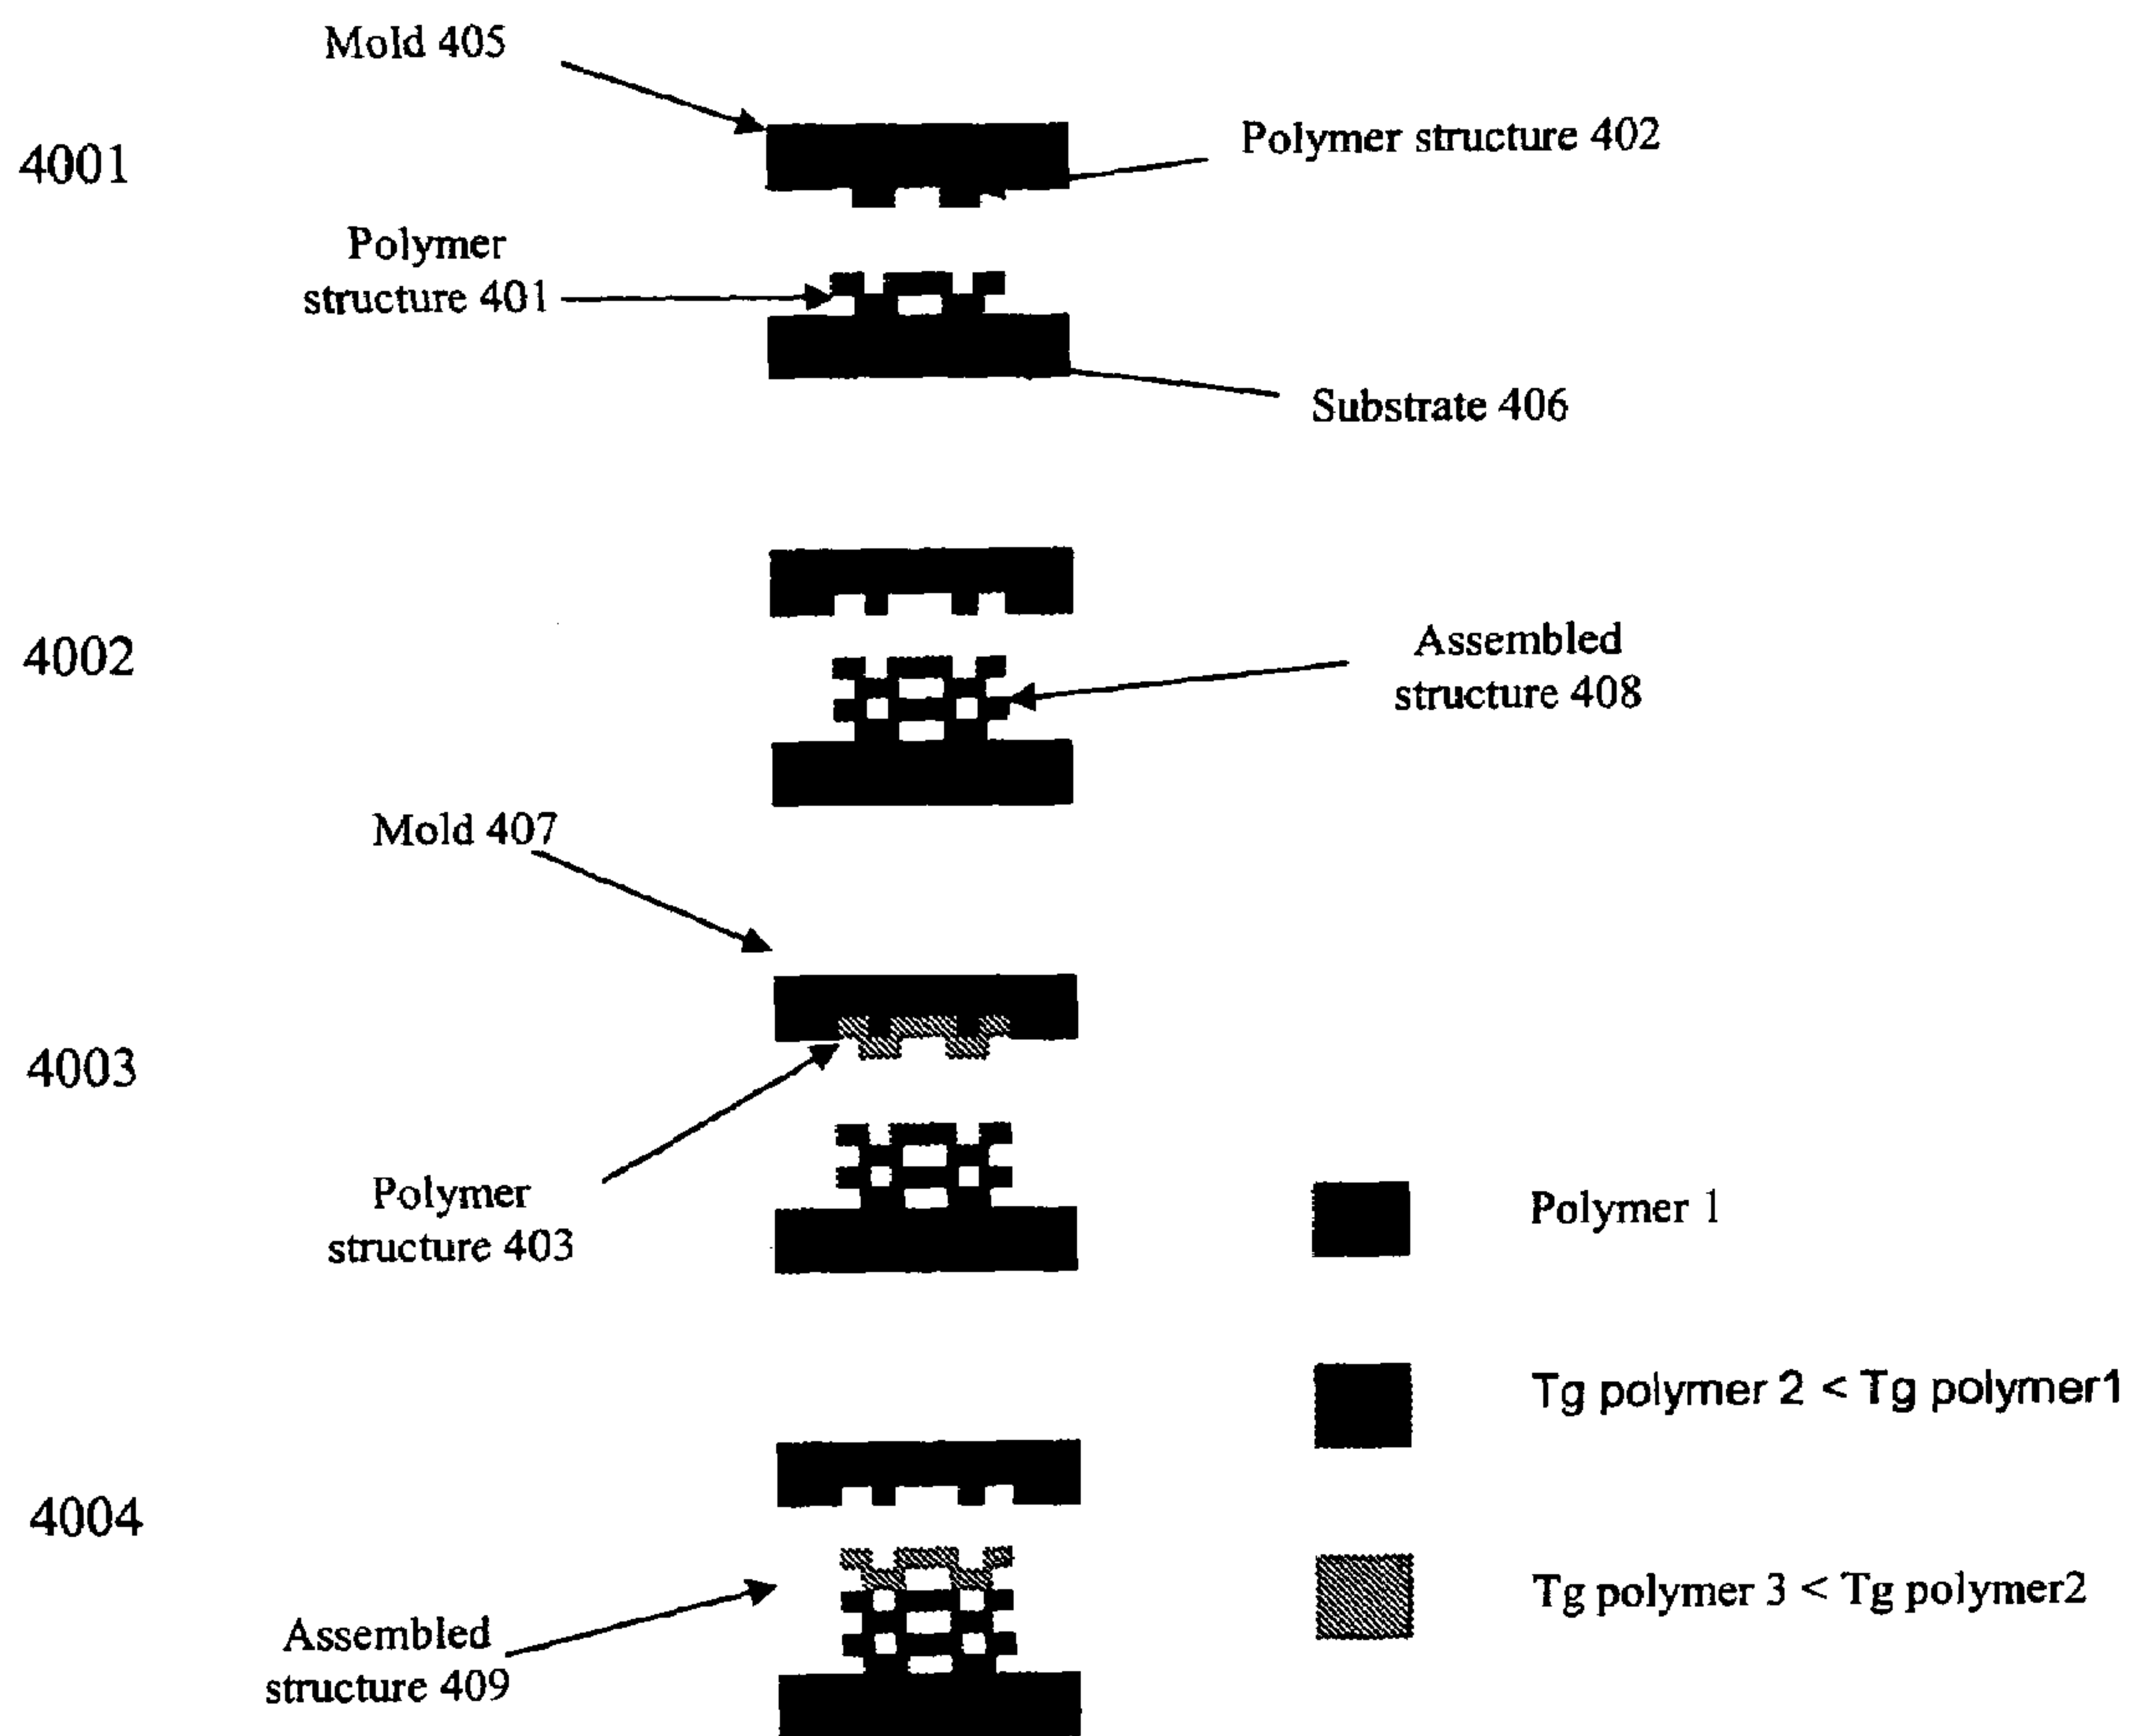 Mold 405
4001
Polymer structure 402
Polymer
structure 401
Substrate 406
4002
Assembled
structure 408
Mold 407
4003
Polymer
structure 403
Polymer 1
Tg polymer 2 < Tg polymer1
4004
Tg polymer 3 < Tg polymer2
Assembled
structure 409